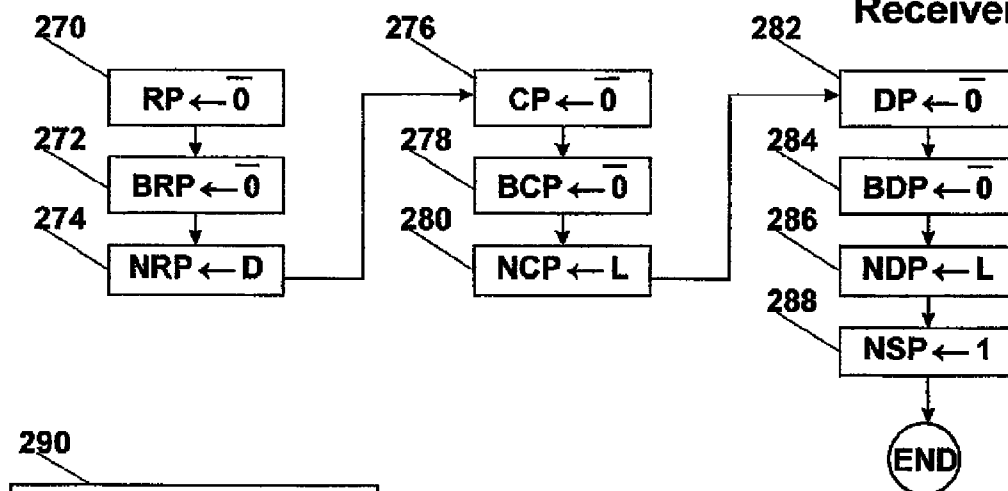 Receiver
270
RP ← 0̅
272
BRP ← 0̅
274
NRP ← D
276
CP ← 0̅
278
BCP ← 0̅
280
NCP ← L
282
DP ← 0̅
284
BDP ← 0̅
286
NDP ← L
288
NSP ← 1
END
290